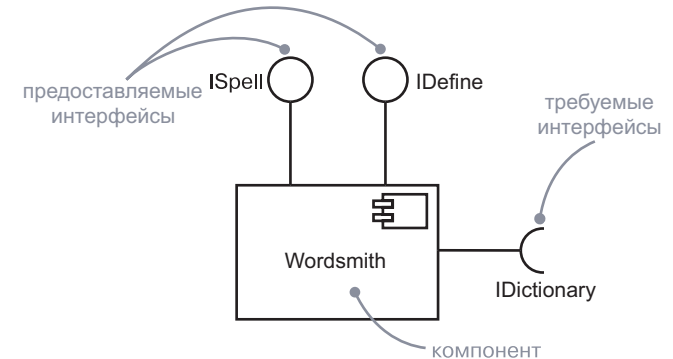 предоставляемые
интерфейсы
ISpell
IDefine
требуемые
интерфейсы
Wordsmith
IDictionary
компонент